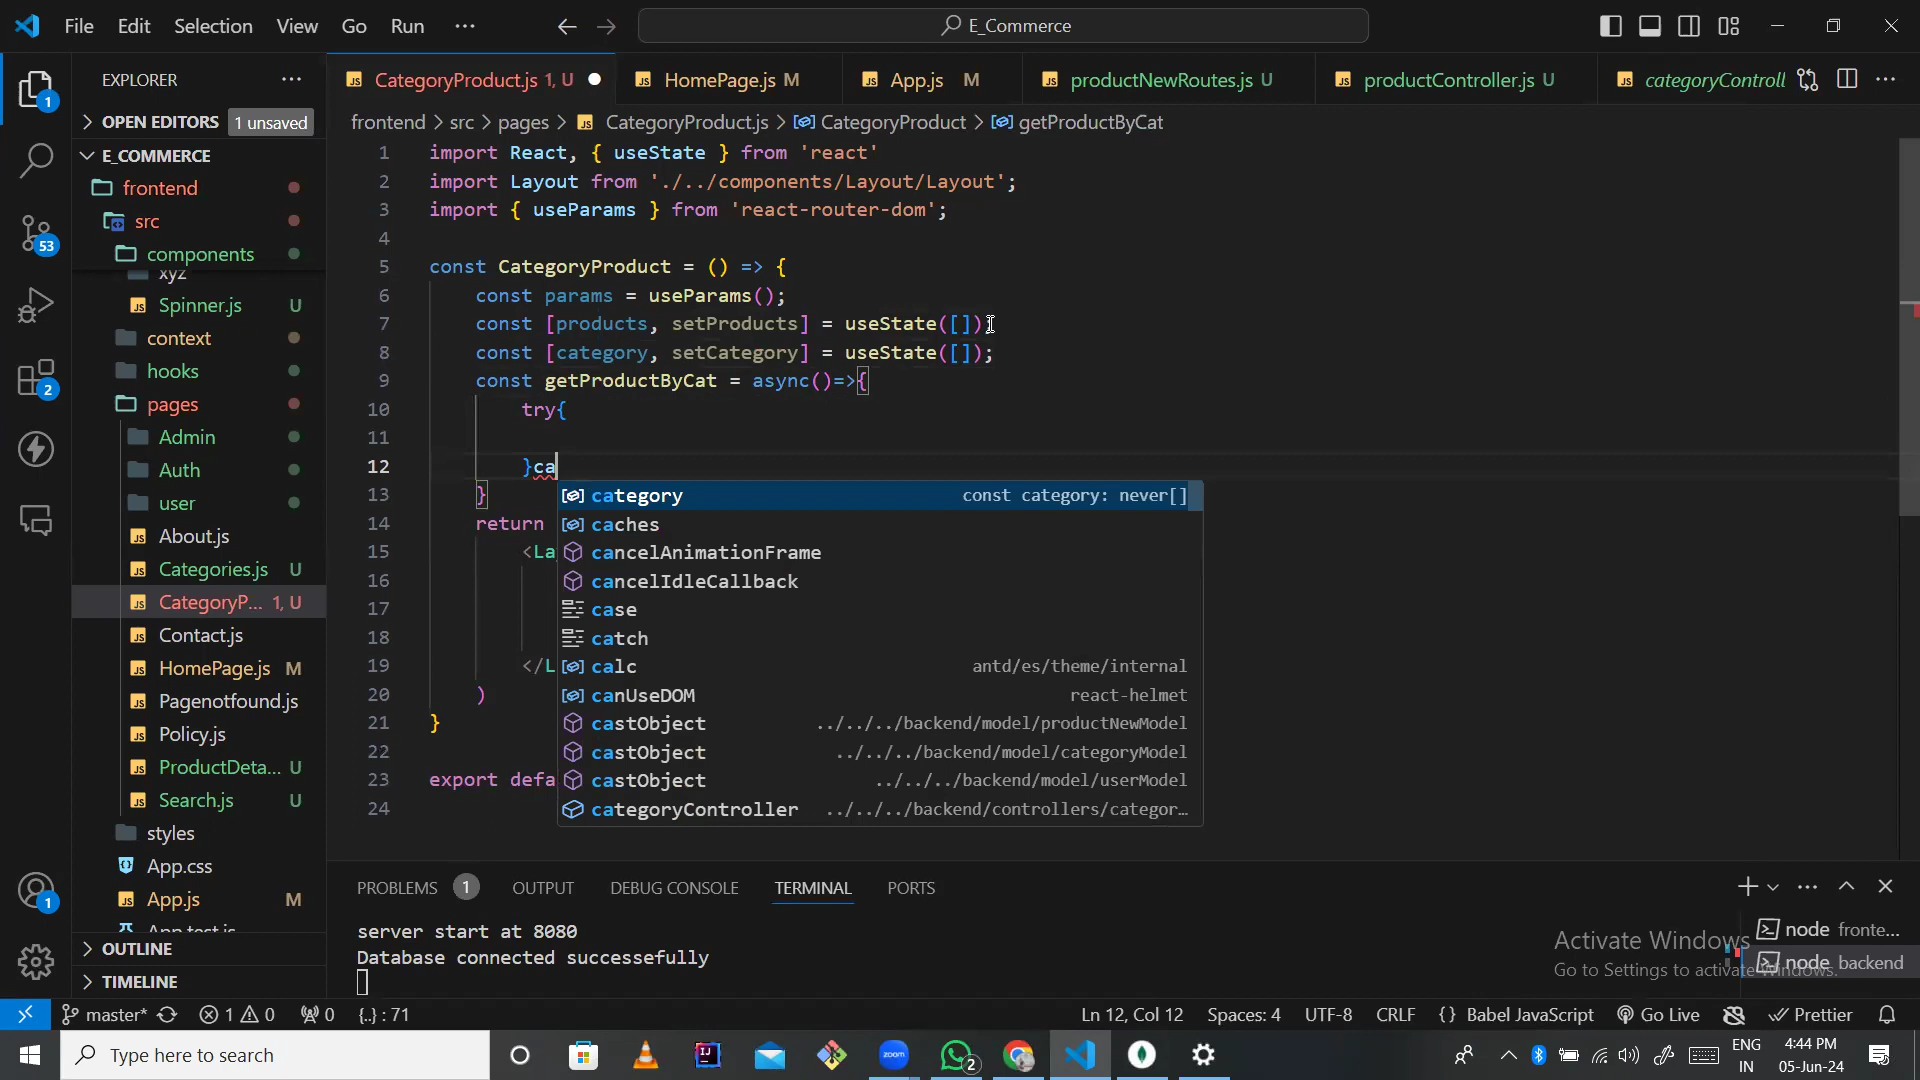 File Edit Selection View Go Run ··· E_Commerce
EXPLORER ···
CategoryProduct.js 1, U HomePage.js M App.js M productNewRoutes.js U productController.js U categoryControll ···
OPEN EDITORS 1 unsaved
frontend > src > pages > CategoryProduct.js > CategoryProduct > getProductByCat
E_COMMERCE
frontend
src
components
xyz
Spinner.js U
context
hooks
pages
Admin
Auth
user
About.js
Categories.js U
CategoryP... 1, U
Contact.js
HomePage.js M
Pagenotfound.js
Policy.js
ProductDeta... U
Search.js U
styles
App.css
App.js M
OUTLINE
TIMELINE
1
53
2
1
1 import React, { useState } from 'react'
2 import Layout from './../components/Layout/Layout';
3 import { useParams } from 'react-router-dom';
4
5 const CategoryProduct = () => {
6 const params = useParams();
7 const [products, setProducts] = useState([]);
8 const [category, setCategory] = useState([]);
9 const getProductByCat = async()=>{
10 try{
11
12 }ca
13 }
14 return
15 <La
16
17
18
19 </L
20 )
21 }
22
23 export defa
24
category const category: never[]
caches
cancelAnimationFrame
cancelIdleCallback
case
catch
calc antd/es/theme/internal
canUseDOM react-helmet
castObject ../../../backend/model/productNewModel
castObject ../../../backend/model/categoryModel
castObject ../../../backend/model/userModel
categoryController ../../../backend/controllers/categor…
PROBLEMS 1 OUTPUT DEBUG CONSOLE TERMINAL PORTS
server start at 8080
Database connected successefully
node fronte...
node backend
Activate Windows
Go to Settings to activate Windows.
master* 1 0 0 {..} : 71 Ln 12, Col 12 Spaces: 4 UTF-8 CRLF {} Babel JavaScript Go Live Prettier
Type here to search zoom 2 ENG IN 4:44 PM 05-Jun-24